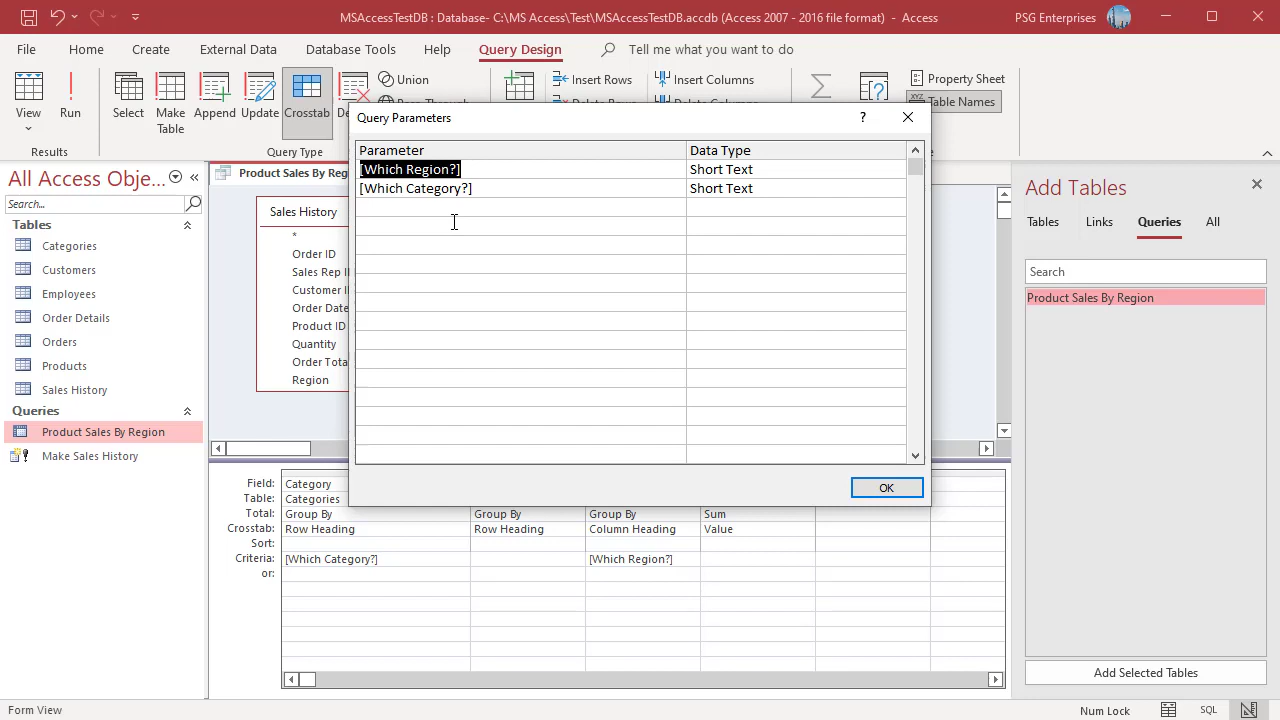 MSAccessTestDB : Database- C:\MS Access\Test\MSAccessTestDB.accdb (Access 2007 - 2016 file format) - Access
PSG Enterprises
File Home Create External Data Database Tools Help Query Design Tell me what you want to do
View
Run
Select
Make Table
Append
Update
Crosstab
Union
Insert Rows
Insert Columns
Property Sheet
Table Names
Results
Query Type
Query Parameters
?
Parameter Data Type
[Which Region?] Short Text
[Which Category?] Short Text
OK
All Access Obje...
Search...
Tables
Categories
Customers
Employees
Order Details
Orders
Products
Sales History
Queries
Product Sales By Region
Make Sales History
Product Sales By Reg
Sales History
*
Order ID
Sales Rep I
Customer I
Order Date
Product ID
Quantity
Order Tota
Region
Field: Category
Table: Categories
Total: Group By Group By Group By Sum
Crosstab: Row Heading Row Heading Column Heading Value
Sort:
Criteria: [Which Category?] [Which Region?]
or:
Add Tables
Tables Links Queries All
Search
Product Sales By Region
Add Selected Tables
Form View
Num Lock
SQL